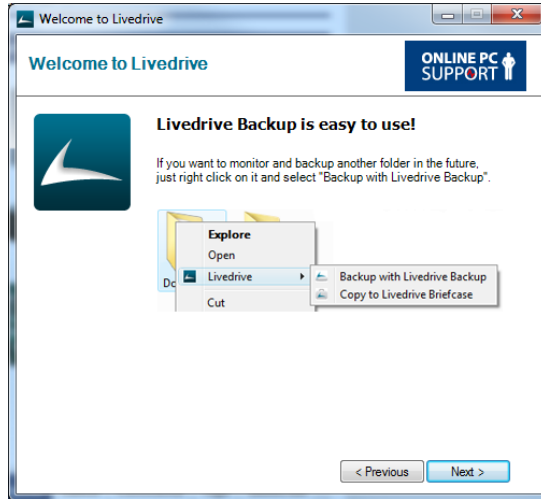 Welcome to Livedrive
Welcome to Livedrive
ONLINE PC
SUPPORT
Livedrive Backup is easy to use!
If you want to monitor and backup another folder in the future,
just right click on it and select "Backup with Livedrive Backup".
Explore
Open
Livedrive
Backup with Livedrive Backup
Copy to Livedrive Briefcase
Cut
< Previous
Next >